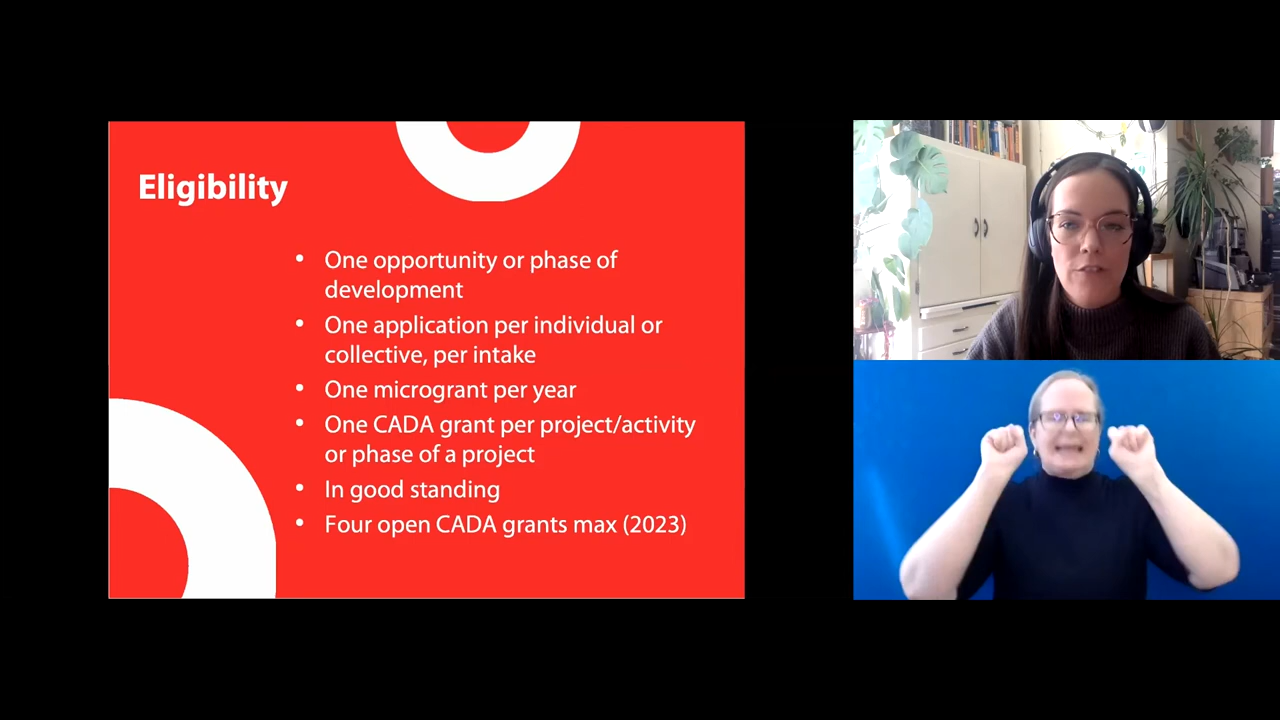 Eligibility
• One opportunity or phase of
development
• One application per individual or
collective, per intake
• One microgrant per year
• One CADA grant per project/activity
or phase of a project
• In good standing
• Four open CADA grants max (2023)